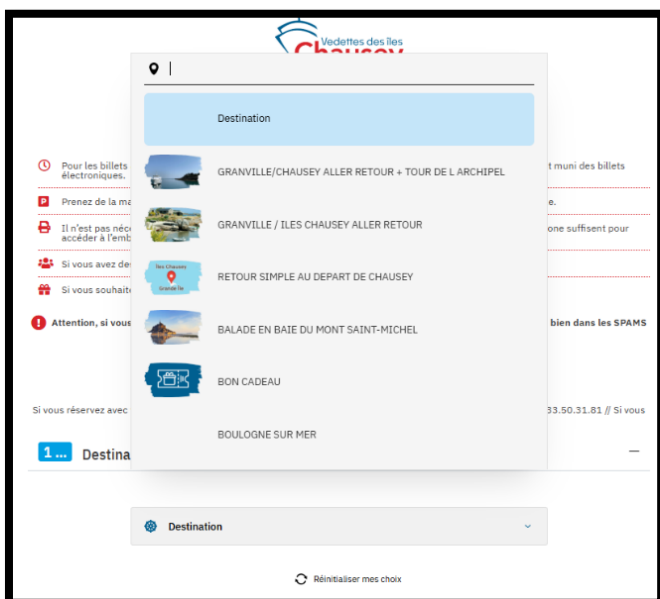 Vedettes des îles
Chausey
Destination
Pour les billets
t muni des billets
électroniques.
GRANVILLE/CHAUSEY ALLER RETOUR + TOUR DE L ARCHIPEL
P Prenez de la ma
e.
Il n'est pas néc
one suffisent pour
accéder à l'emb
GRANVILLE / ILES CHAUSEY ALLER RETOUR
Si vous avez de
Iles Chausey
Grande île
RETOUR SIMPLE AU DEPART DE CHAUSEY
Si vous souhait
Attention, si vous
bien dans les SPAMS
BALADE EN BAIE DU MONT SAINT-MICHEL
BON CADEAU
Si vous réservez avec
33.50.31.81 // Si vous
BOULOGNE SUR MER
1 ... Destina
Destination
Réinitialiser mes choix